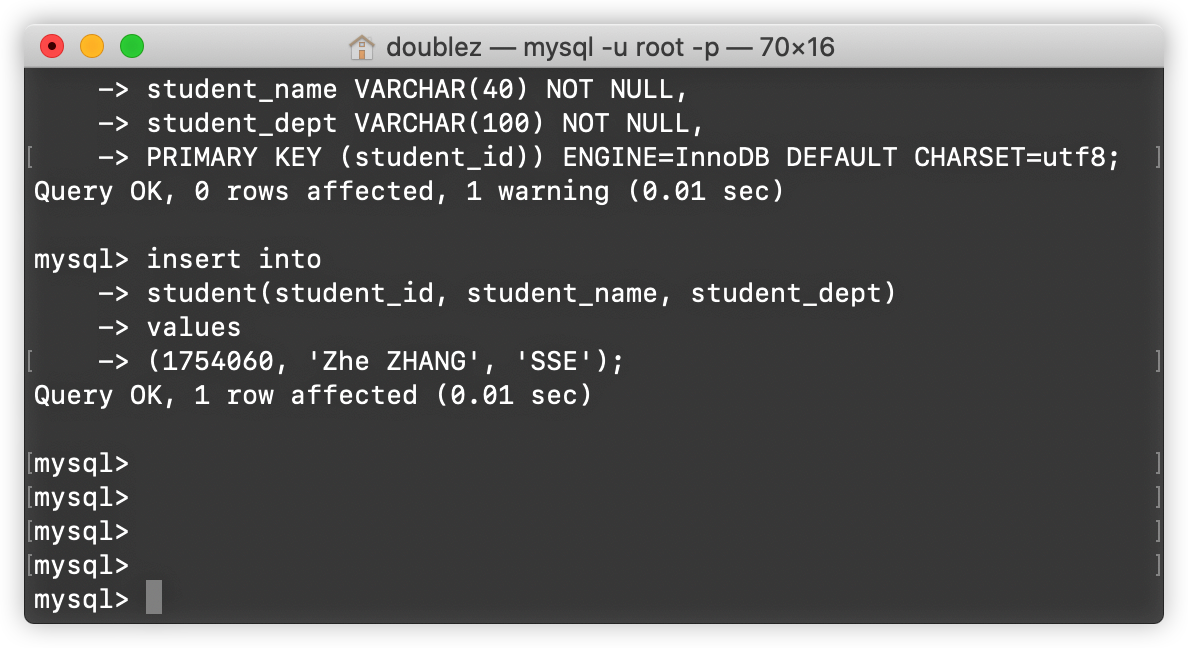 doublez — mysql -u root -p — 70×16
-> student_name VARCHAR(40) NOT NULL,
-> student_dept VARCHAR(100) NOT NULL,
[    -> PRIMARY KEY (student_id)) ENGINE=InnoDB DEFAULT CHARSET=utf8; ]
Query OK, 0 rows affected, 1 warning (0.01 sec)
mysql> insert into
-> student(student_id, student_name, student_dept)
-> values
[    -> (1754060, 'Zhe ZHANG', 'SSE'); ]
Query OK, 1 row affected (0.01 sec)
[mysql> ]
[mysql> ]
[mysql> ]
[mysql> ]
mysql>